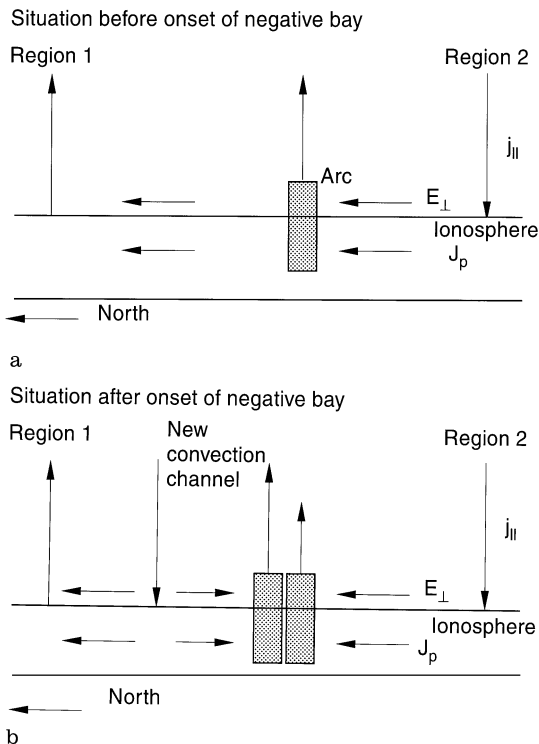 Situation before onset of negative bay
Region 1
Region 2
j||
Arc
E⊥
Ionosphere
Jp
North
a
Situation after onset of negative bay
Region 1
New
convection
channel
Region 2
j||
E⊥
Ionosphere
Jp
North
b